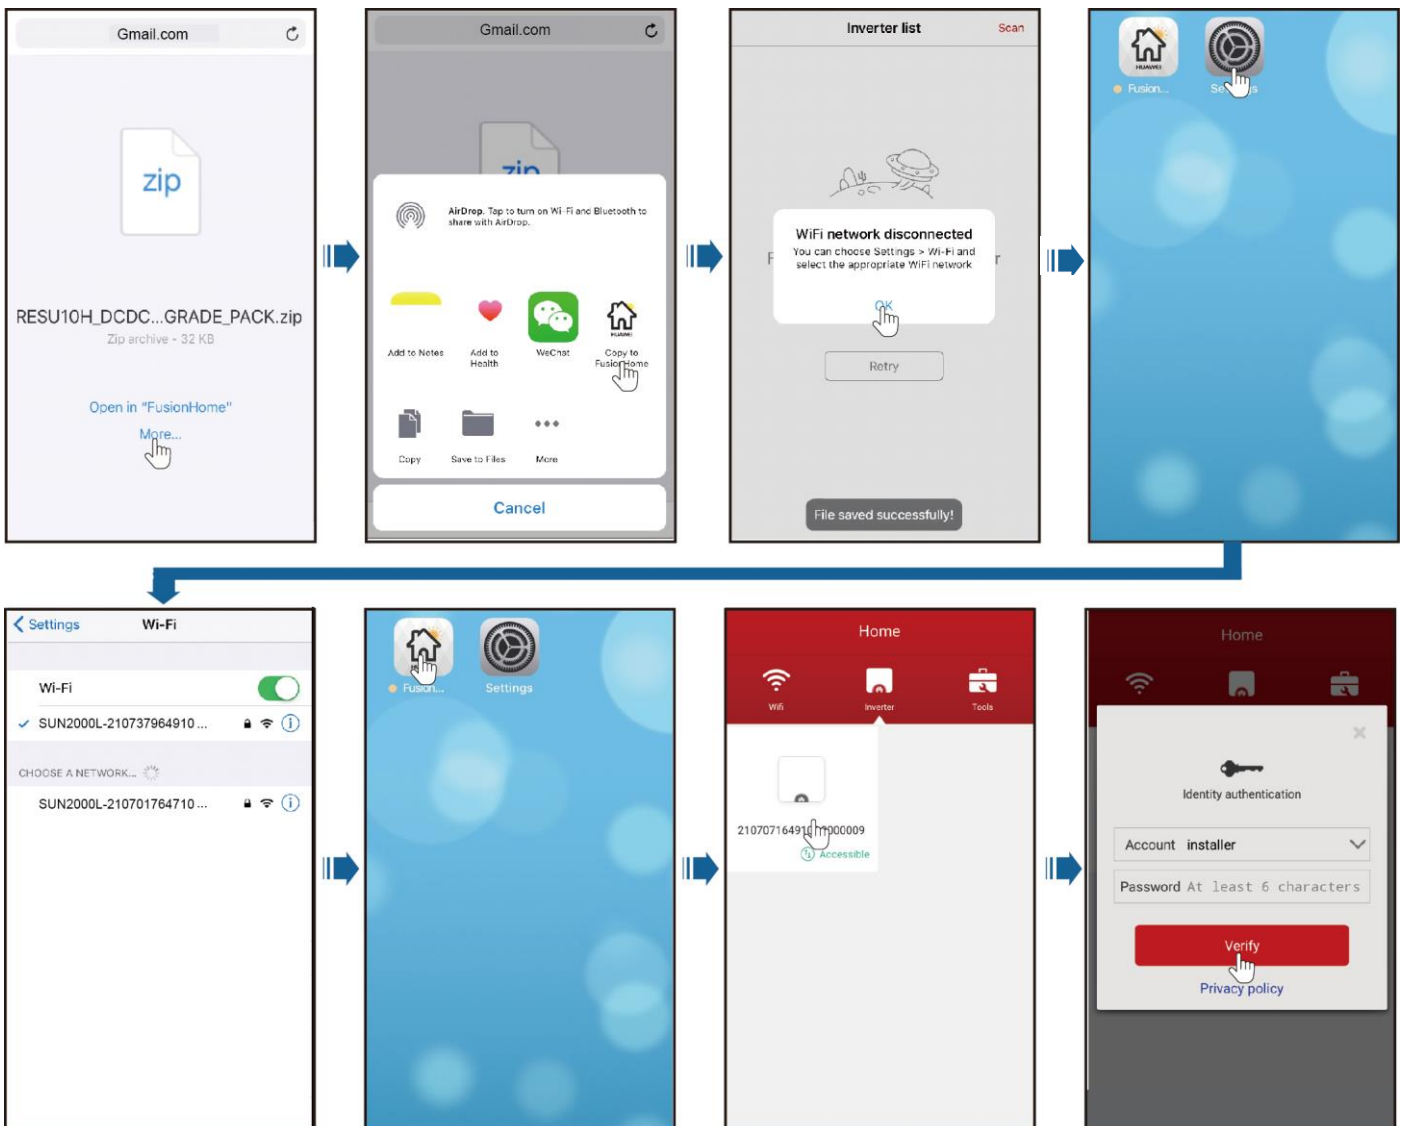 Gmail.com
zip
RESU10H_DCDC...GRADE_PACK.zip
Zip archive - 32 KB
Open in "FusionHome"
More...
Gmail.com
zip
AirDrop. Tap to turn on Wi-Fi and Bluetooth to
share with AirDrop.
Add to Notes
Add to
Health
WeChat
Copy to
FusionHome
Copy
Save to Files
More
Cancel
Inverter list
Scan
WiFi network disconnected
You can choose Settings > Wi-Fi and
select the appropriate WiFi network
OK
Retry
File saved successfully!
HUAWEI
Fusion...
Settings
Settings
Wi-Fi
Wi-Fi
SUN2000L-210737964910 ...
CHOOSE A NETWORK...
SUN2000L-210701764710 ...
Fusion...
Settings
Home
Wifi
Inverter
Tools
Accessible
Home
Identity authentication
Account installer
Password At least 6 characters
Verify
Privacy policy